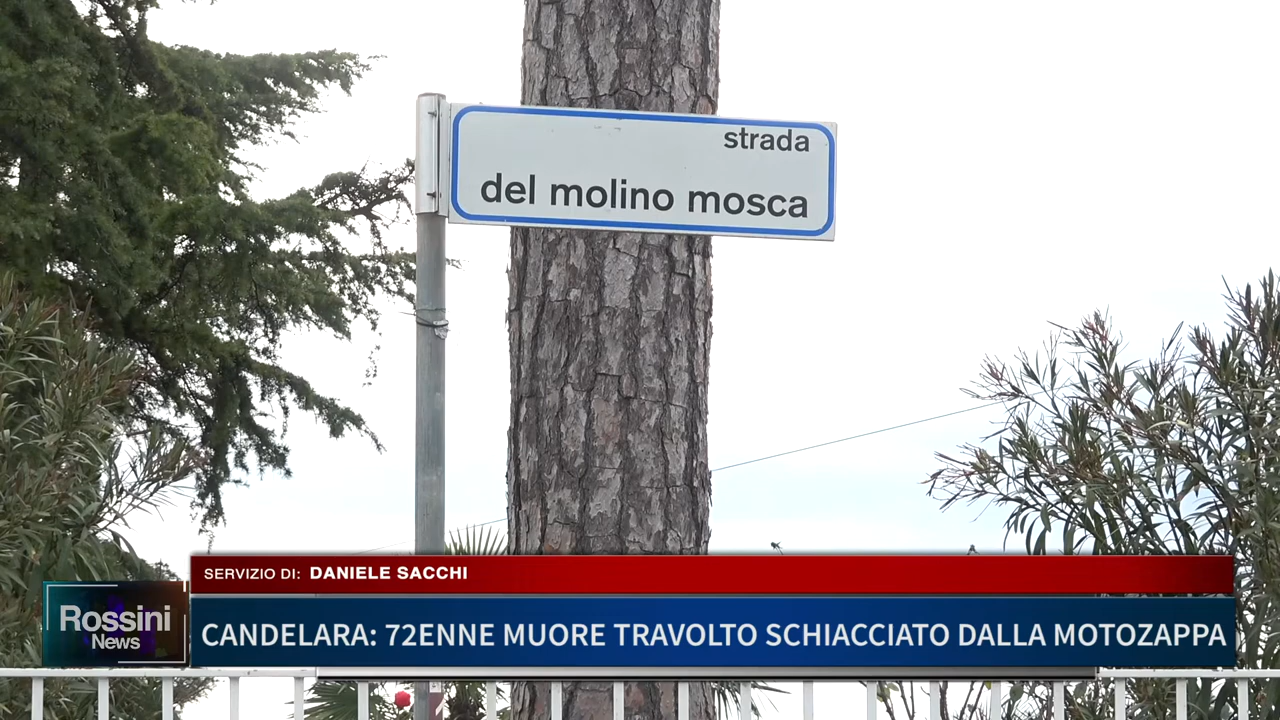 strada
del molino mosca
SERVIZIO DI: DANIELE SACCHI
Rossini
News
CANDELARA: 72ENNE MUORE TRAVOLTO SCHIACCIATO DALLA MOTOZAPPA